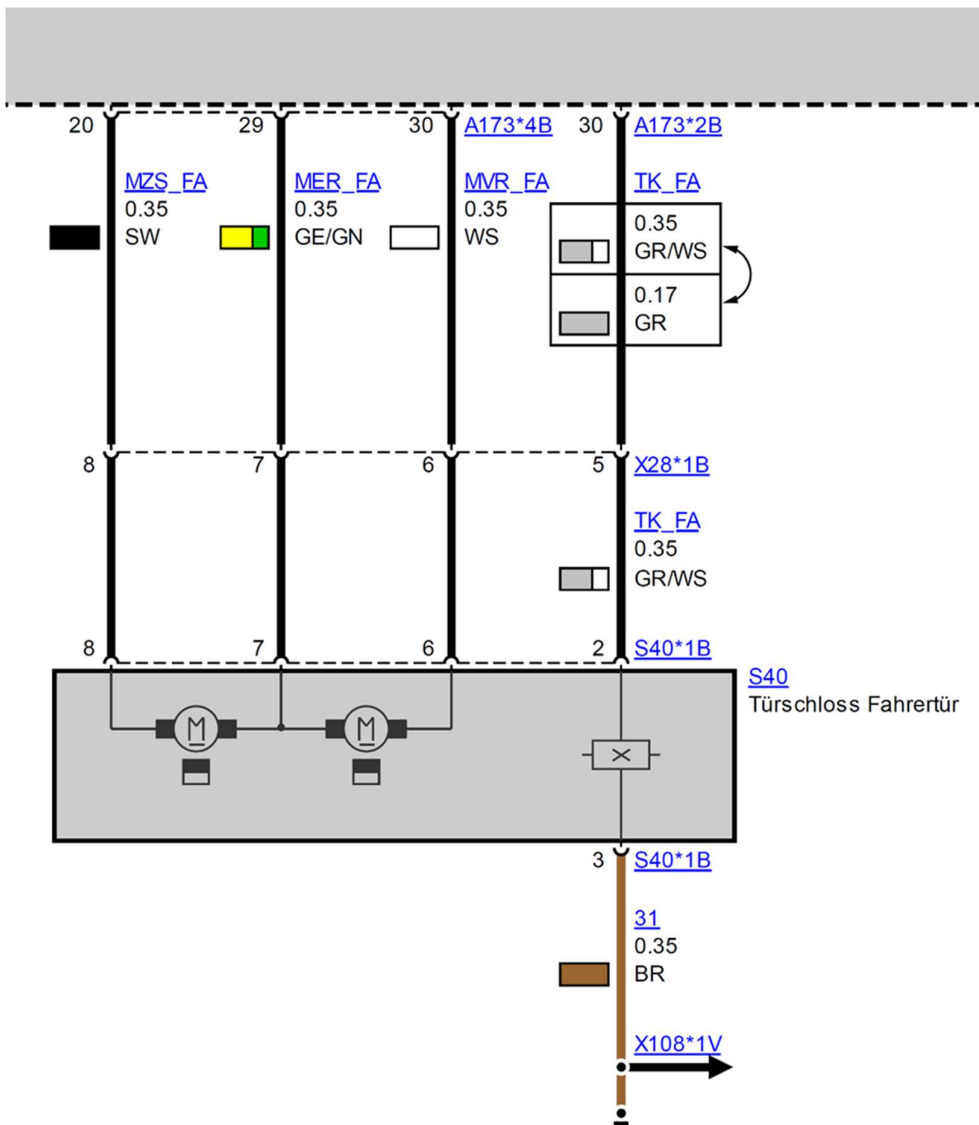 20 29 30 A173*4B 30 A173*2B
MZS_FA MER_FA MVR_FA TK_FA
0.35 0.35 0.35 0.35
SW GE/GN WS GR/WS
0.17
GR
8 7 6 5 X28*1B
TK_FA
0.35
GR/WS
8 7 6 2 S40*1B
S40
Türschloss Fahrertür
M M
3 S40*1B
31
0.35
BR
X108*1V